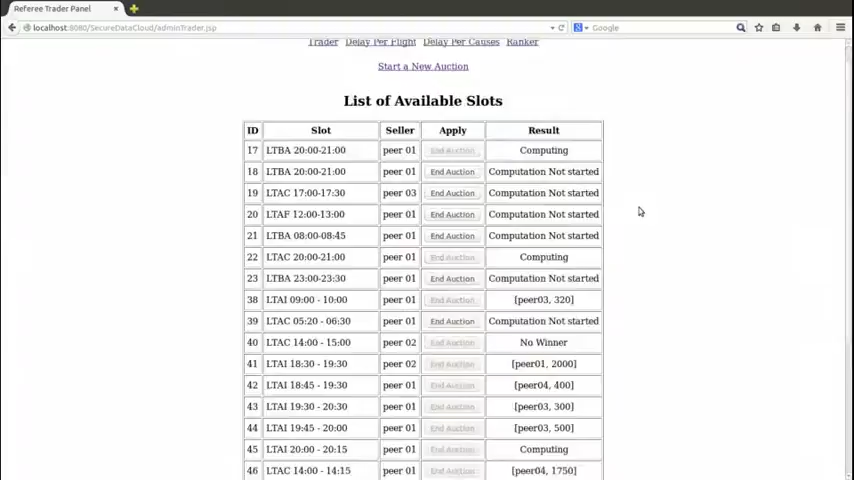 Referee Trader Panel
localhost:8080/SecureDataCloud/adminTrader.jsp
Google
Trader Delay Per Flight Delay Per Causes Ranker
Start a New Auction
List of Available Slots
ID Slot Seller Apply Result
17 LTBA 20:00-21:00 peer 01 End Auction Computing
18 LTBA 20:00-21:00 peer 01 End Auction Computation Not started
19 LTAC 17:00-17:30 peer 03 End Auction Computation Not started
20 LTAF 12:00-13:00 peer 01 End Auction Computation Not started
21 LTBA 08:00-08:45 peer 01 End Auction Computation Not started
22 LTAC 20:00-21:00 peer 01 End Auction Computing
23 LTBA 23:00-23:30 peer 01 End Auction Computation Not started
38 LTAI 09:00 - 10:00 peer 01 End Auction [peer03, 320]
39 LTAC 05:20 - 06:30 peer 01 End Auction Computation Not started
40 LTAC 14:00 - 15:00 peer 02 End Auction No Winner
41 LTAI 18:30 - 19:30 peer 02 End Auction [peer01, 2000]
42 LTAI 18:45 - 19:30 peer 01 End Auction [peer04, 400]
43 LTAI 19:30 - 20:30 peer 01 End Auction [peer03, 300]
44 LTAI 19:45 - 20:00 peer 01 End Auction [peer03, 500]
45 LTAI 20:00 - 20:15 peer 01 End Auction Computing
46 LTAC 14:00 - 14:15 peer 01 End Auction [peer04, 1750]